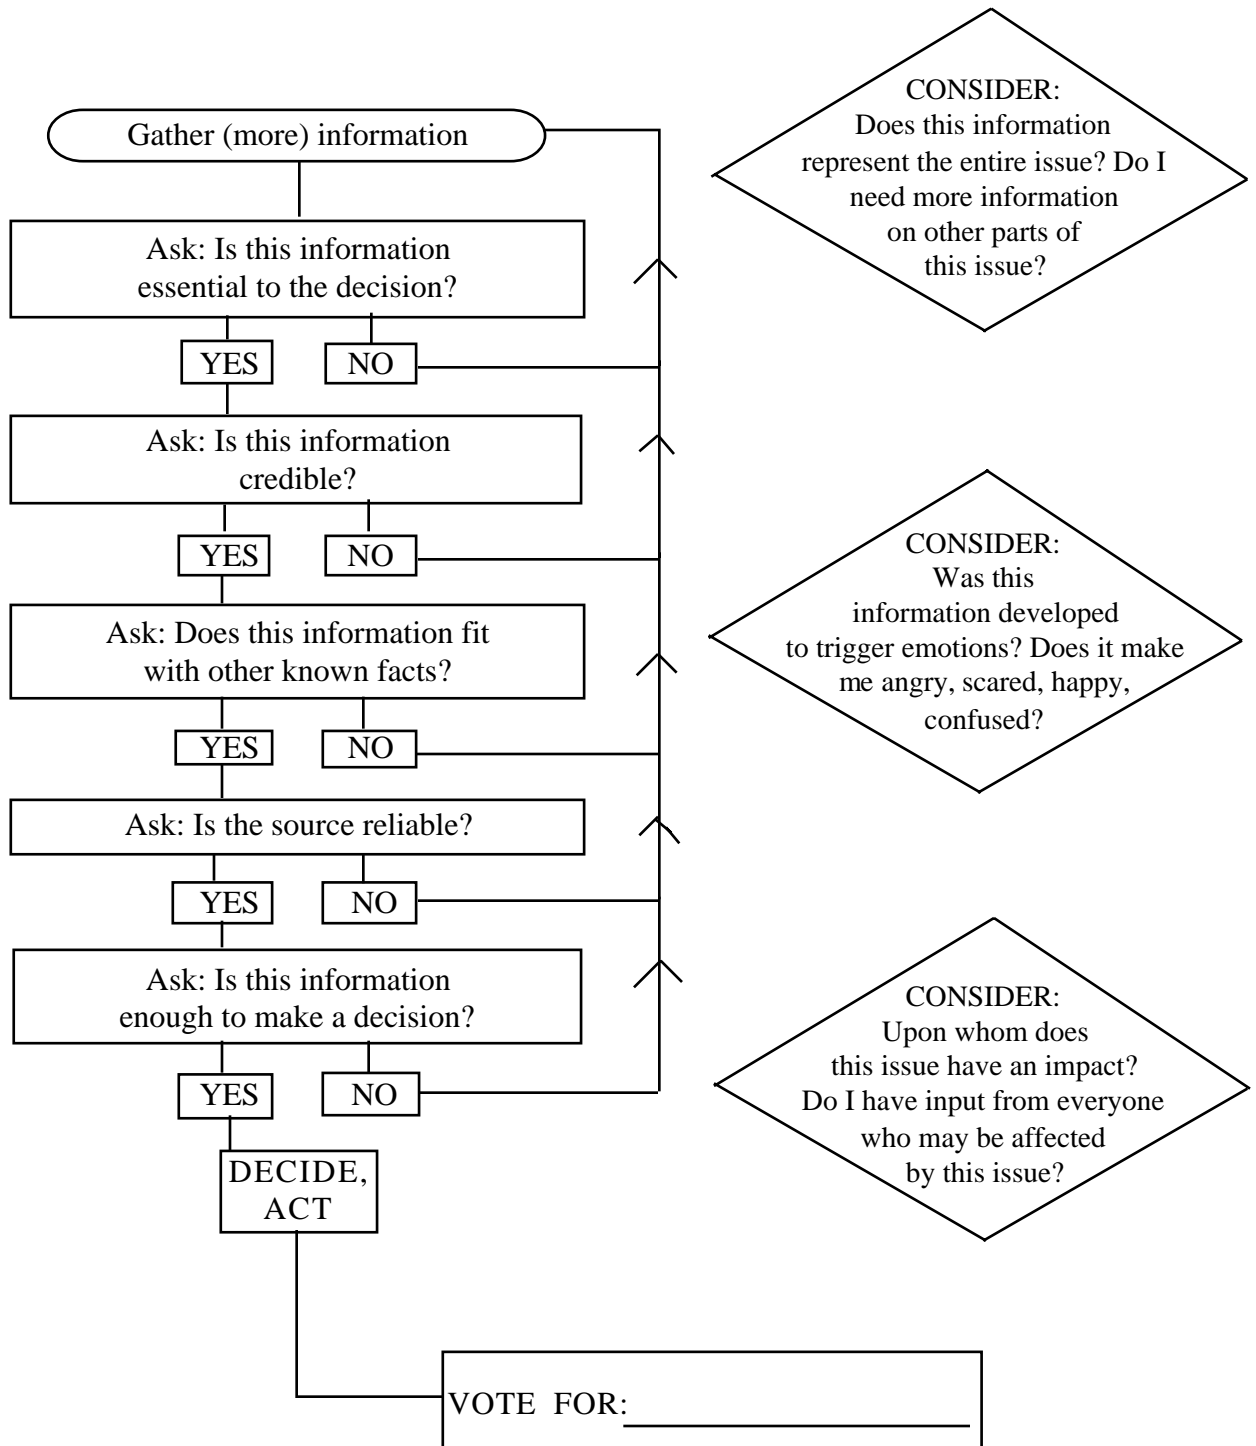 Gather (more) information
Ask: Is this information
essential to the decision?
YES
NO
Ask: Is this information
credible?
YES
NO
Ask: Does this information fit
with other known facts?
YES
NO
Ask: Is the source reliable?
YES
NO
Ask: Is this information
enough to make a decision?
YES
NO
DECIDE,
ACT
VOTE FOR:
CONSIDER:
Does this information
represent the entire issue? Do I
need more information
on other parts of
this issue?
CONSIDER:
Was this
information developed
to trigger emotions? Does it make
me angry, scared, happy,
confused?
CONSIDER:
Upon whom does
this issue have an impact?
Do I have input from everyone
who may be affected
by this issue?